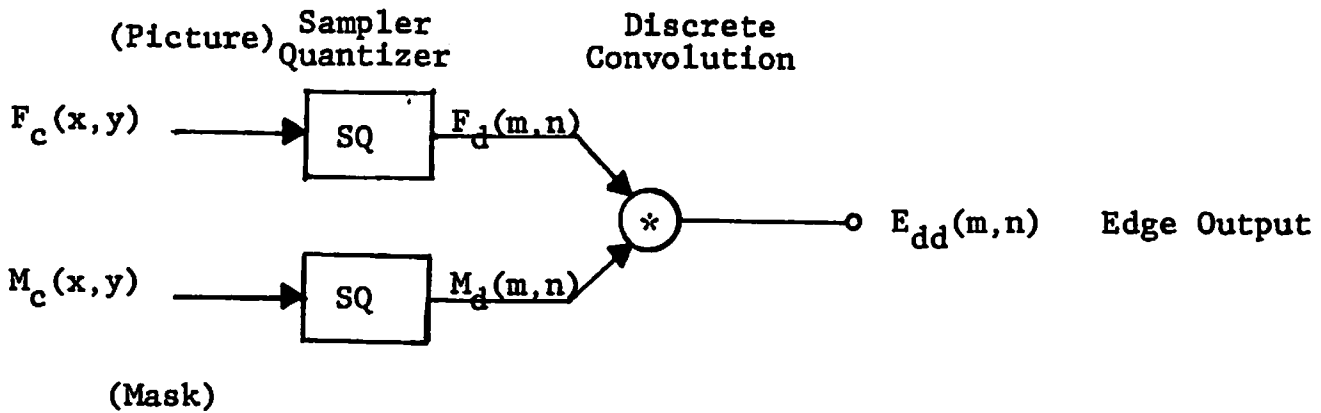 (Picture)
Sampler
Quantizer
Discrete
Convolution
F_c(x,y)
SQ
F_d(m,n)
*
E_dd(m,n)
Edge Output
M_c(x,y)
SQ
M_d(m,n)
(Mask)